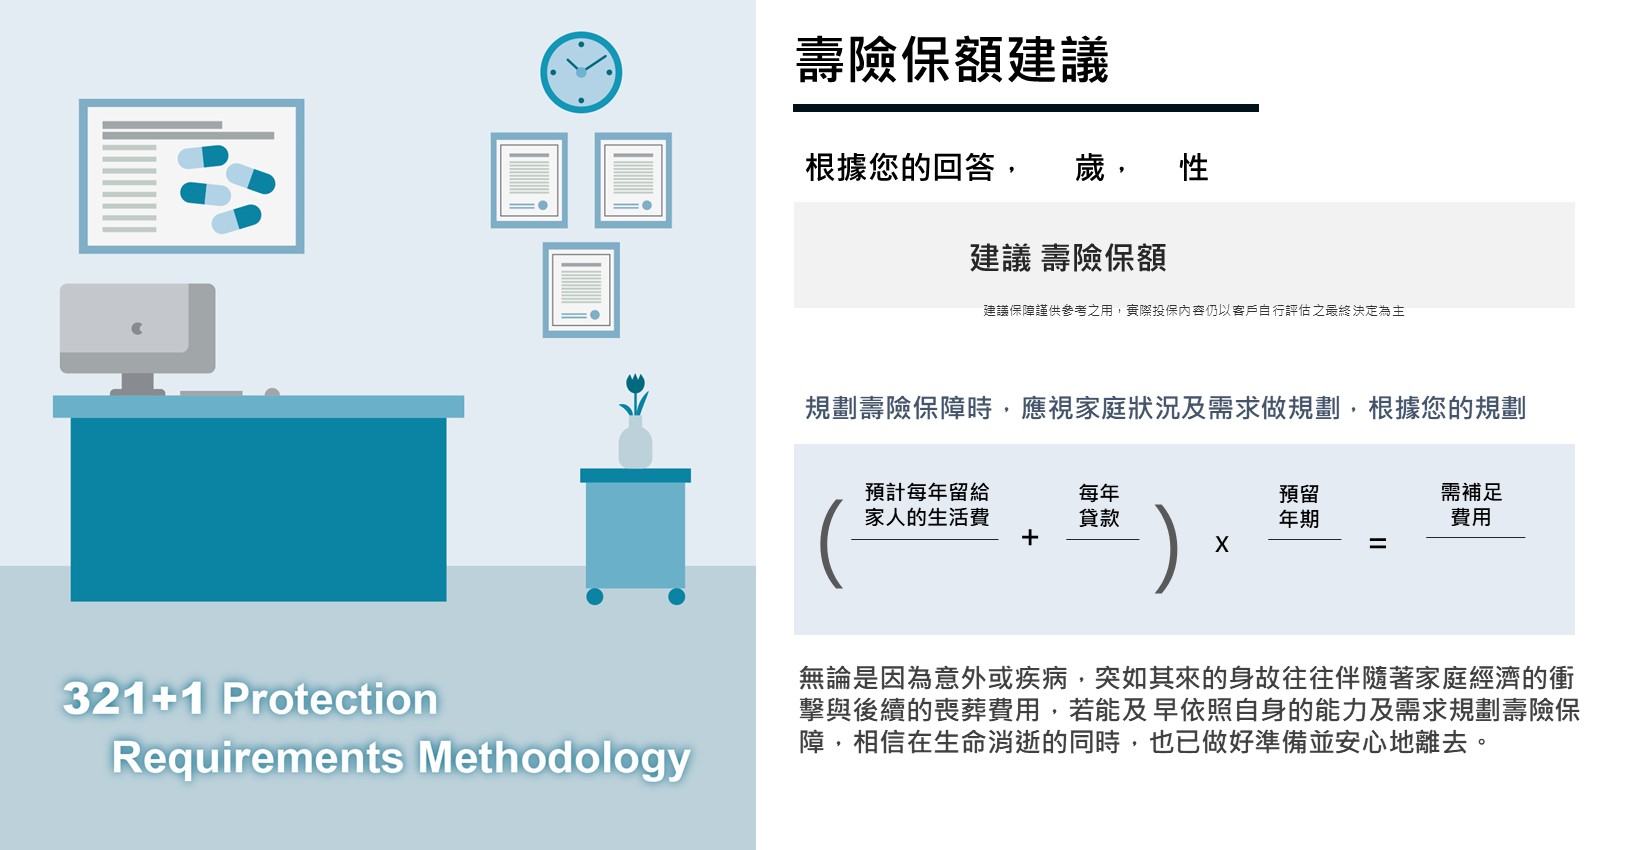 321+1 Protection
Requirements Methodology
壽險保額建議
根據您的回答， 歲， 性
建議 壽險保額
建議保障謹供參考之用，實際投保內容仍以客戶自行評估之最終決定為主
規劃壽險保障時，應視家庭狀況及需求做規劃，根據您的規劃
預計每年留給
家人的生活費
每年
貸款
預留
年期
需補足
費用
( + ) x =
無論是因為意外或疾病，突如其來的身故往往伴隨著家庭經濟的衝
擊與後續的喪葬費用，若能及 早依照自身的能力及需求規劃壽險保
障，相信在生命消逝的同時，也已做好準備並安心地離去。